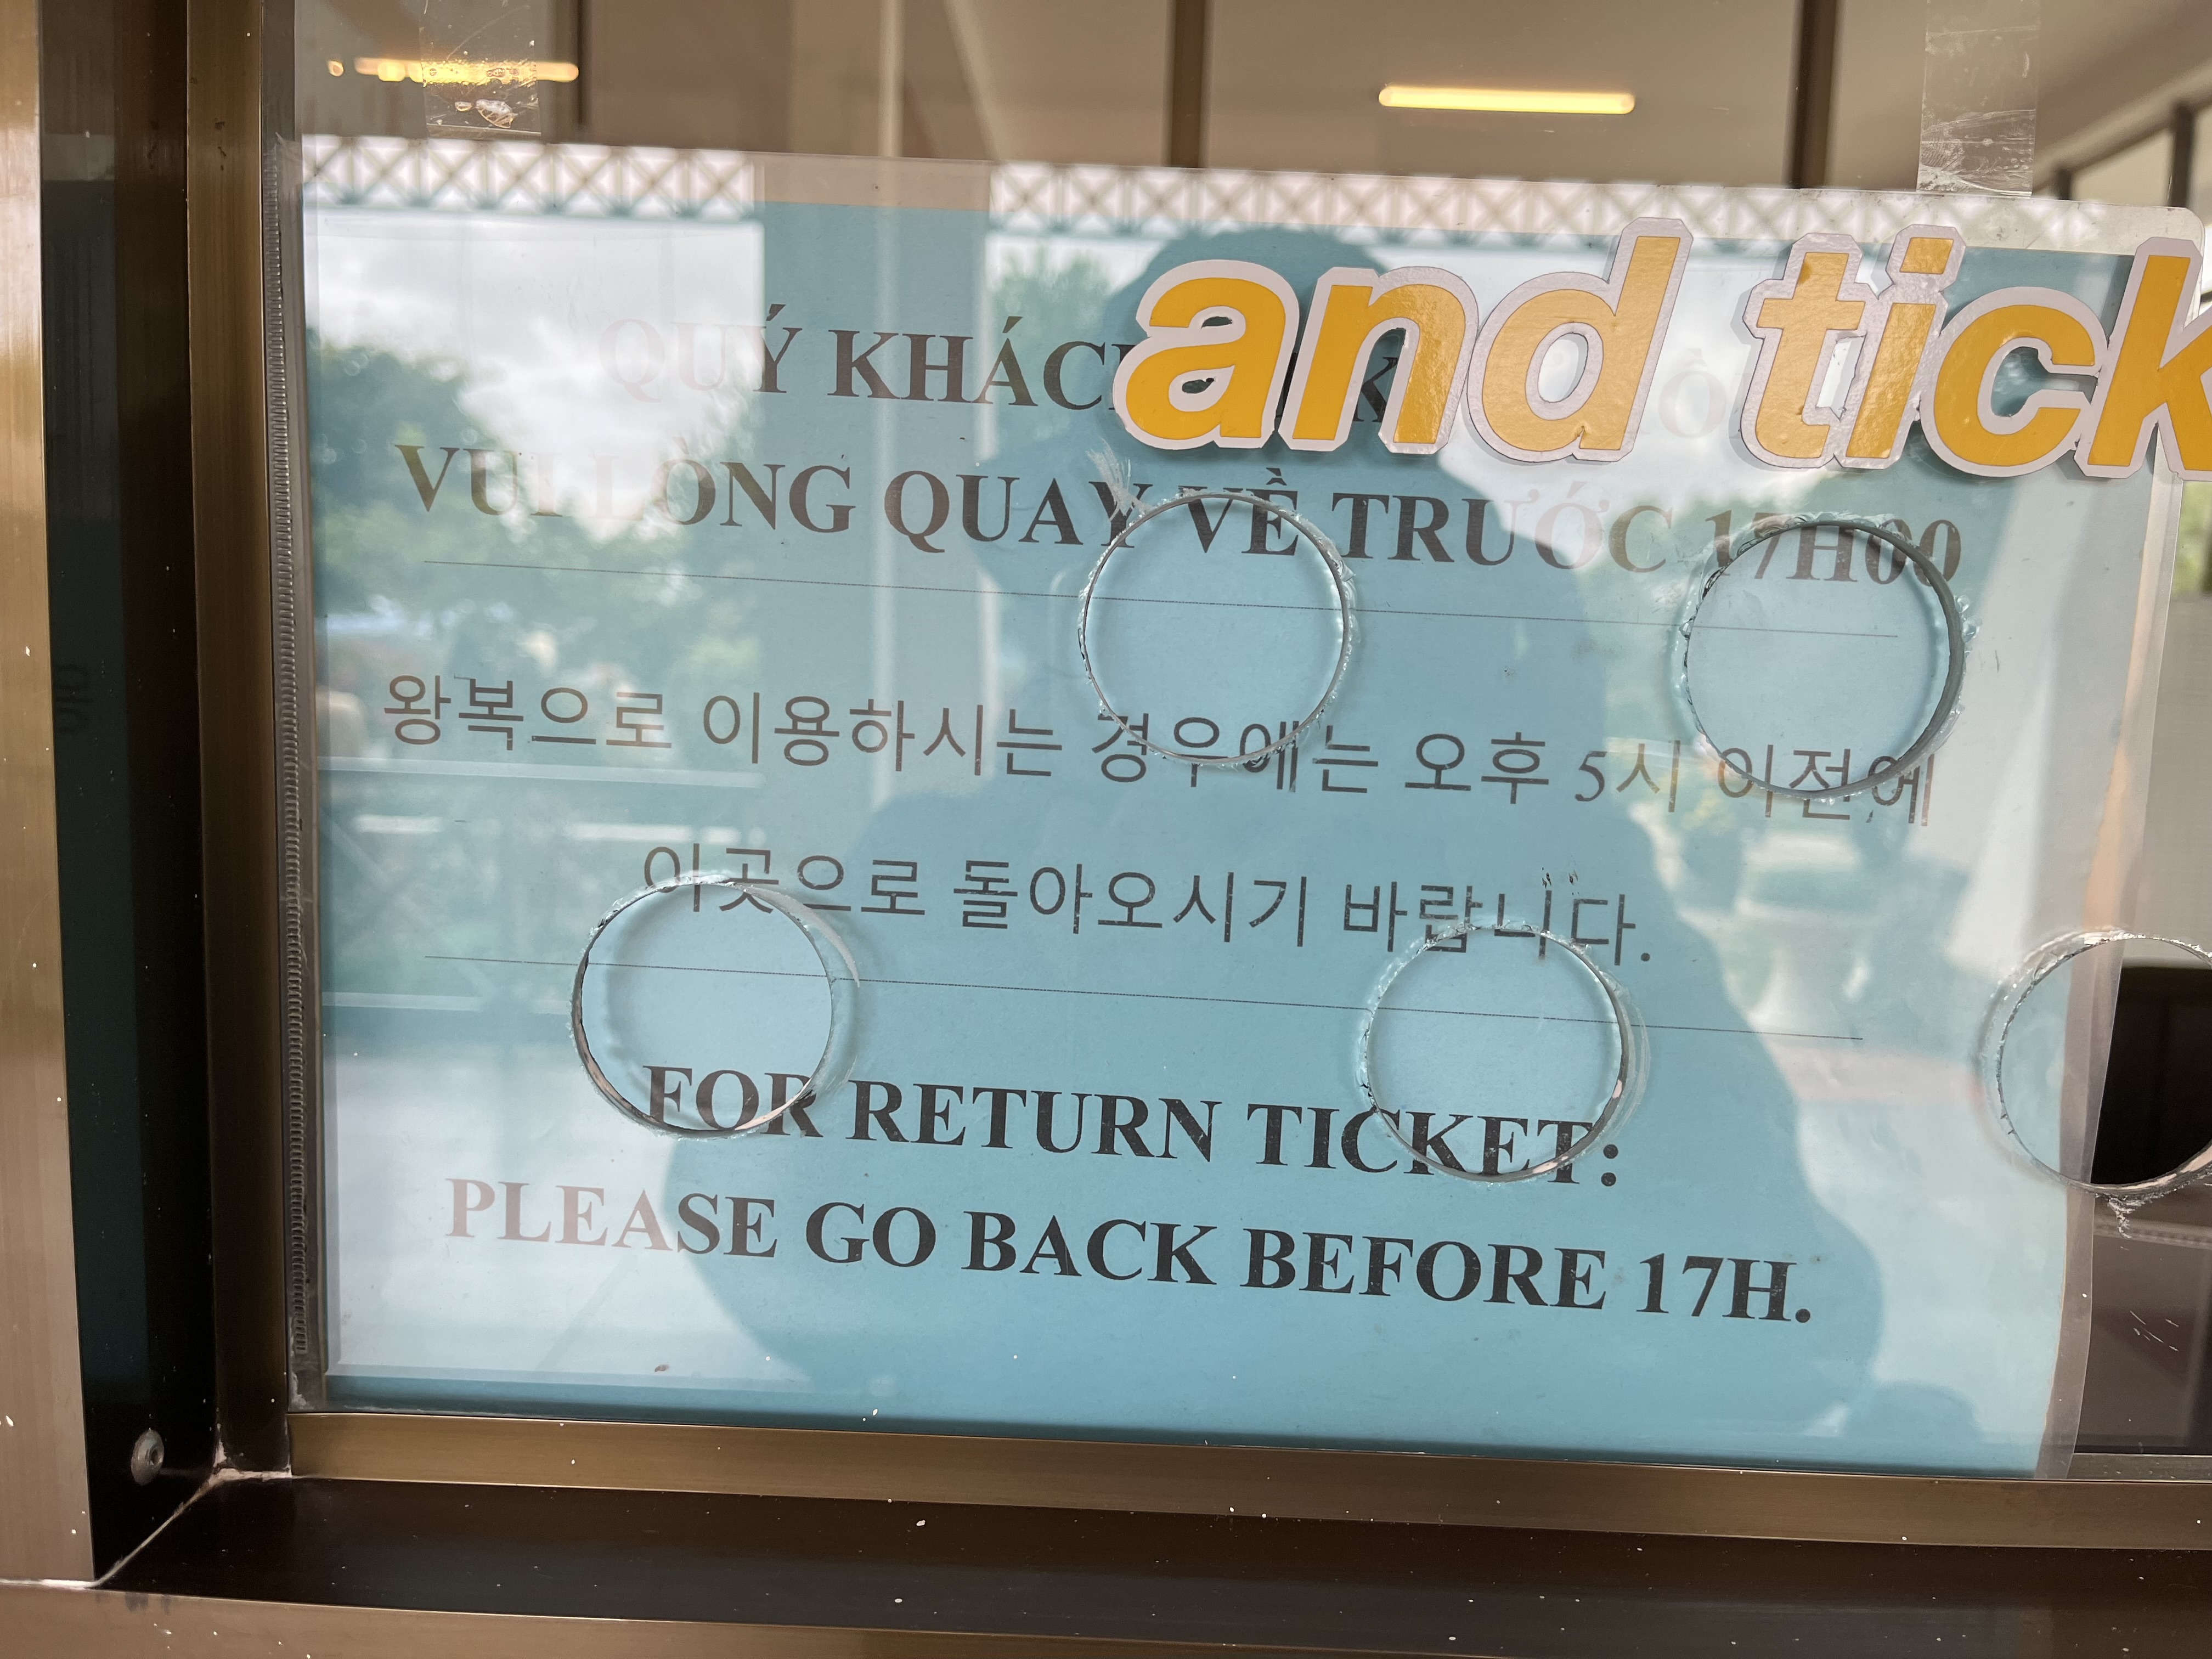 and tick
QUÝ KHÁCH
VUI LÒNG QUAY VỀ TRƯỚC 17H00
왕복으로 이용하시는 경우에는 오후 5시 이전에
이곳으로 돌아오시기 바랍니다.
FOR RETURN TICKET:
PLEASE GO BACK BEFORE 17H.